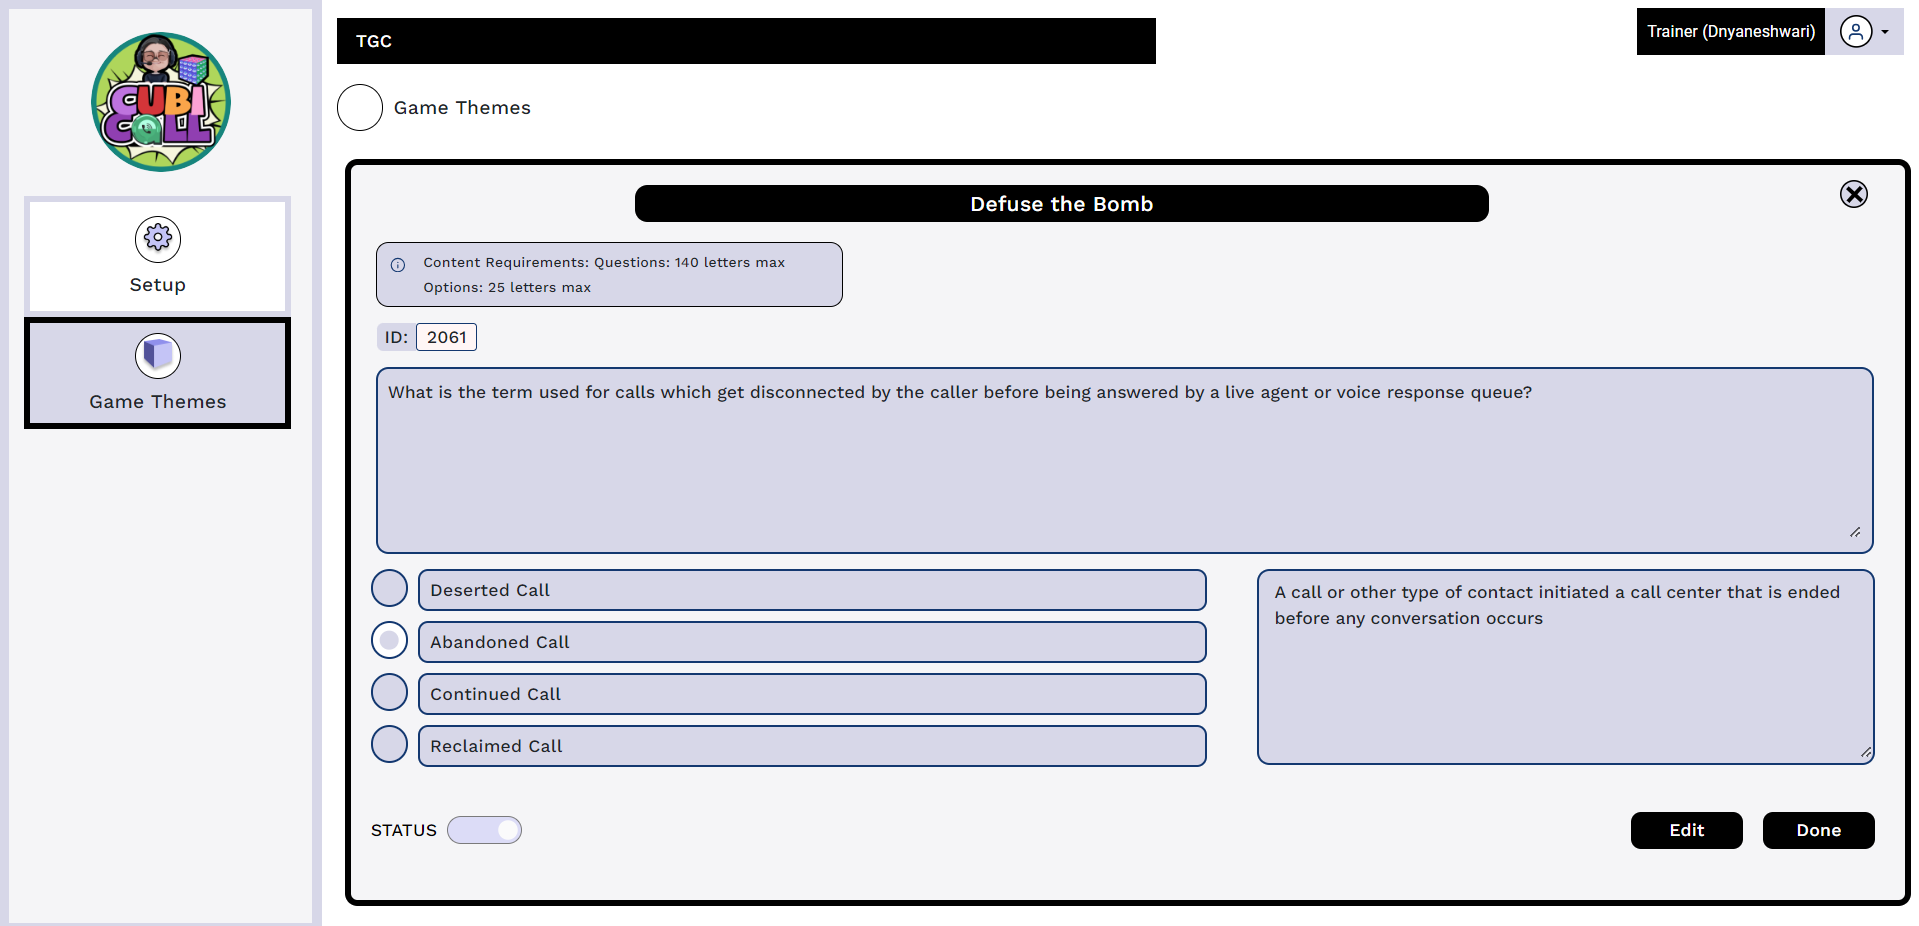 TGC
Trainer (Dnyaneshwari)
CUBI
CALL
Game Themes
Setup
Game Themes
Defuse the Bomb
Content Requirements: Questions: 140 letters max
Options: 25 letters max
ID: 2061
What is the term used for calls which get disconnected by the caller before being answered by a live agent or voice response queue?
Deserted Call
Abandoned Call
Continued Call
Reclaimed Call
A call or other type of contact initiated a call center that is ended
before any conversation occurs
STATUS
Edit
Done